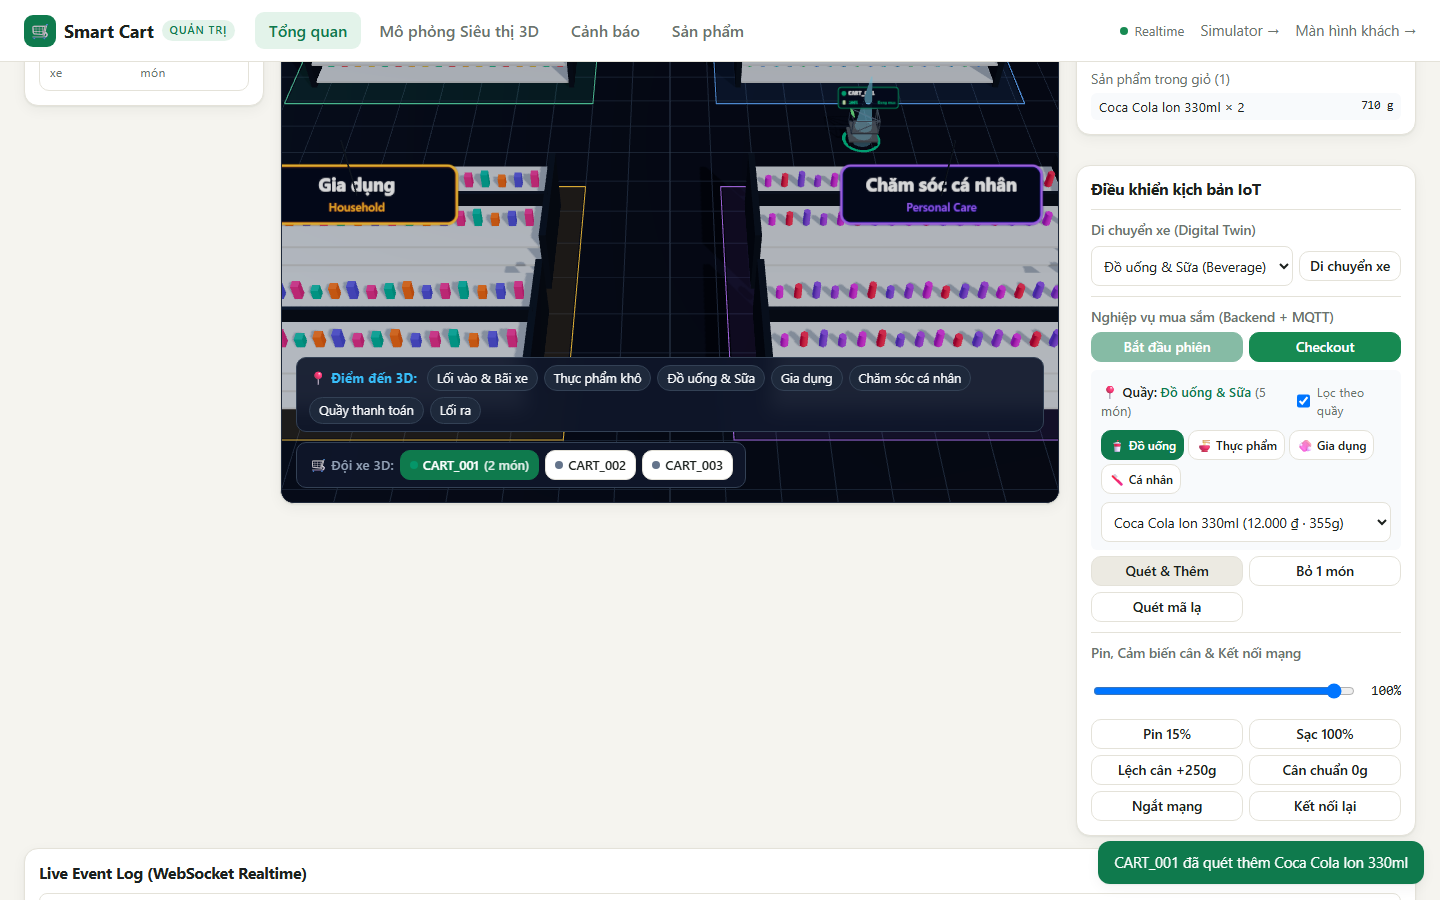 Smart Cart
QUẢN TRỊ
Tổng quan
Mô phỏng Siêu thị 3D
Cảnh báo
Sản phẩm
Realtime
Simulator →
Màn hình khách →
xe
món
CART_001
Gia dụng
Household
Chăm sóc cá nhân
Personal Care
📍 Điểm đến 3D:
Lối vào & Bãi xe
Thực phẩm khô
Đồ uống & Sữa
Gia dụng
Chăm sóc cá nhân
Quầy thanh toán
Lối ra
🛒 Đội xe 3D:
CART_001 (2 món)
CART_002
CART_003
Sản phẩm trong giỏ (1)
Coca Cola lon 330ml × 2
710 g
Điều khiển kịch bản IoT
Di chuyển xe (Digital Twin)
Đồ uống & Sữa (Beverage)
Di chuyển xe
Nghiệp vụ mua sắm (Backend + MQTT)
Bắt đầu phiên
Checkout
📍 Quầy: Đồ uống & Sữa (5 món)
Lọc theo quầy
Đồ uống
Thực phẩm
Gia dụng
Cá nhân
Coca Cola lon 330ml (12.000 ₫ · 355g)
Quét & Thêm
Bỏ 1 món
Quét mã lạ
Pin, Cảm biến cân & Kết nối mạng
100%
Pin 15%
Sạc 100%
Lệch cân +250g
Cân chuẩn 0g
Ngắt mạng
Kết nối lại
Live Event Log (WebSocket Realtime)
CART_001 đã quét thêm Coca Cola lon 330ml